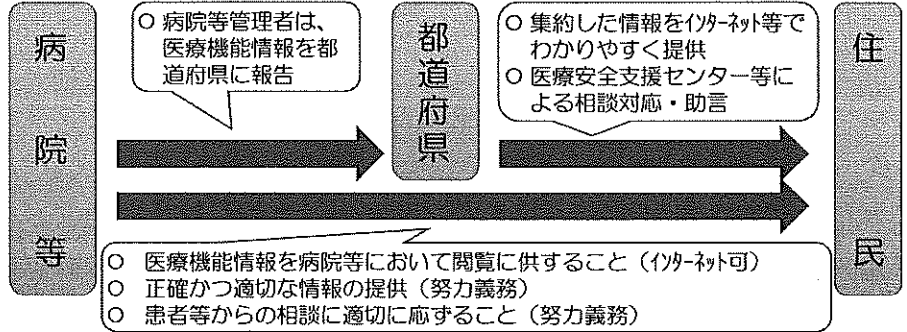 病院等
○ 病院等管理者は、
医療機能情報を都
道府県に報告
都道府県
○ 集約した情報をインターネット等で
わかりやすく提供
○ 医療安全支援センター等に
よる相談対応・助言
住民
○ 医療機能情報を病院等において閲覧に供すること（インターネット可）
○ 正確かつ適切な情報の提供（努力義務）
○ 患者等からの相談に適切に応ずること（努力義務）